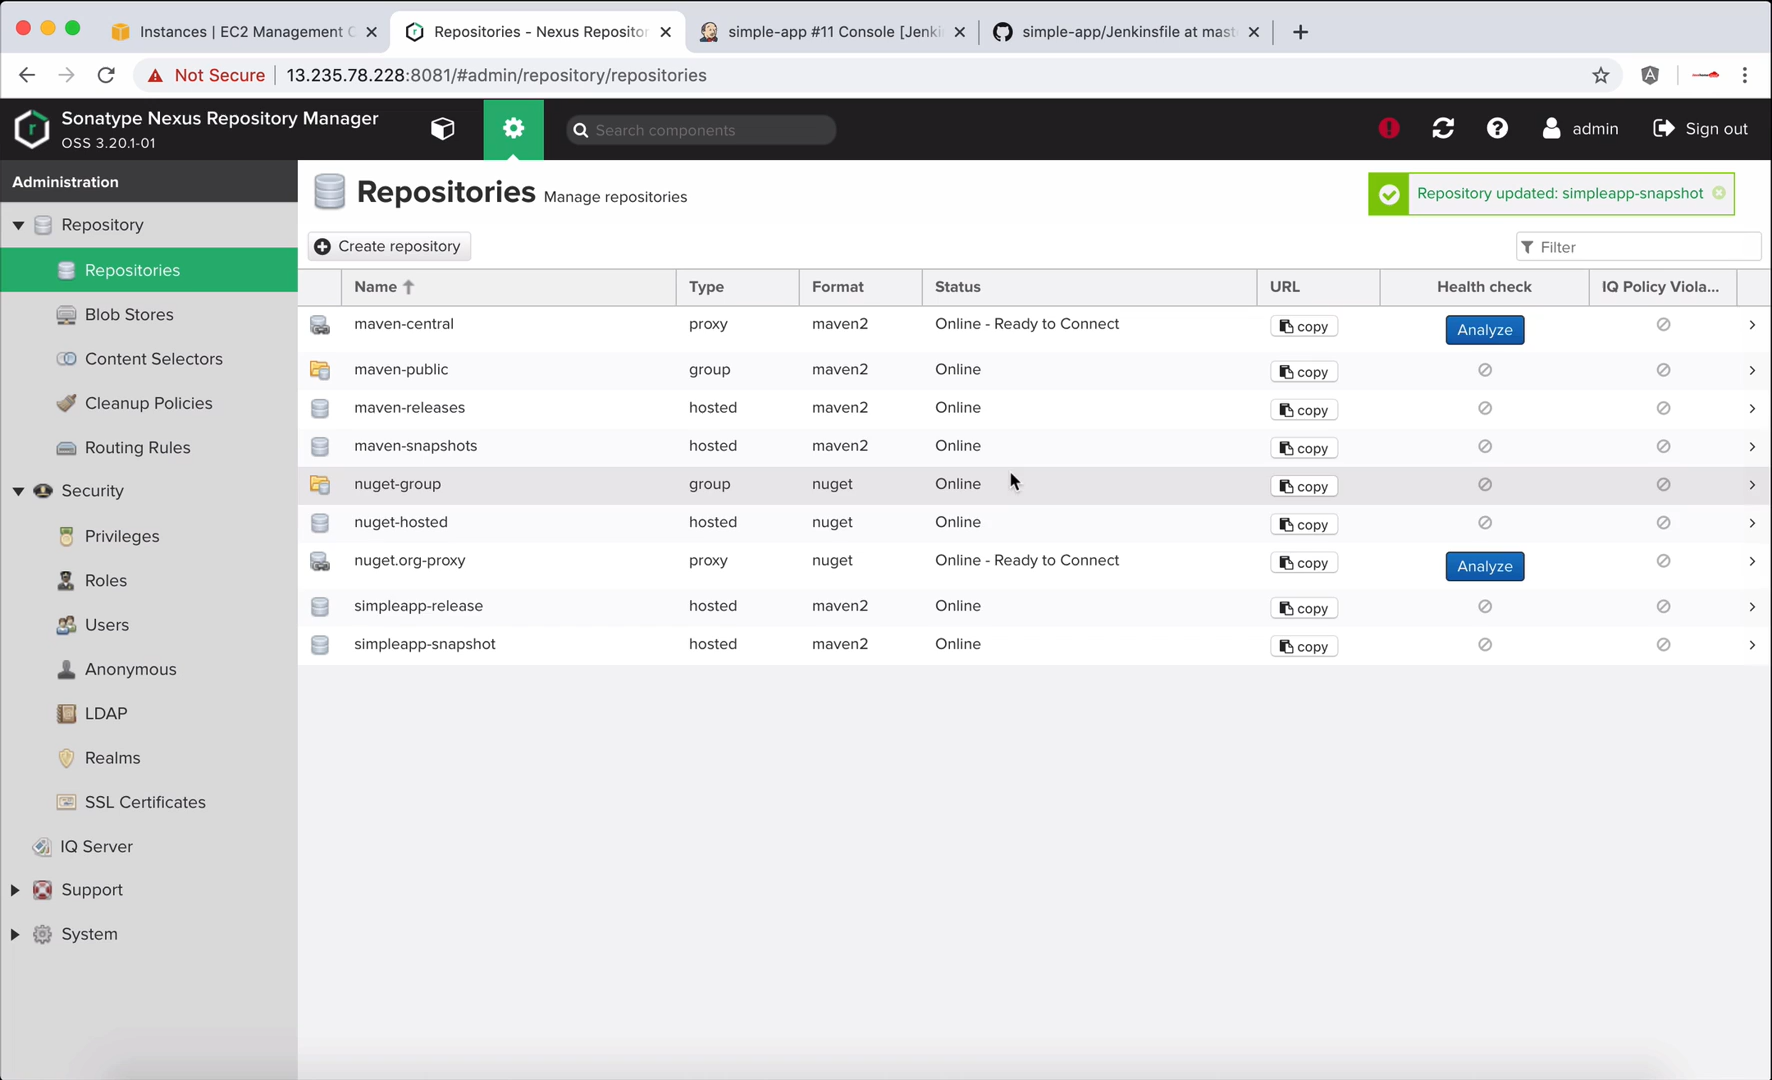 Instances | EC2 Management C
Repositories - Nexus Repositor
simple-app #11 Console [Jenki
simple-app/Jenkinsfile at mast
Not Secure
13.235.78.228:8081/#admin/repository/repositories
Sonatype Nexus Repository Manager
OSS 3.20.1-01
Search components
admin
Sign out
Administration
Repository
Repositories
Blob Stores
Content Selectors
Cleanup Policies
Routing Rules
Security
Privileges
Roles
Users
Anonymous
LDAP
Realms
SSL Certificates
IQ Server
Support
System
Repositories Manage repositories
Repository updated: simpleapp-snapshot
Create repository
Filter
Name Type Format Status URL Health check IQ Policy Viola...
maven-central proxy maven2 Online - Ready to Connect copy Analyze
maven-public group maven2 Online copy
maven-releases hosted maven2 Online copy
maven-snapshots hosted maven2 Online copy
nuget-group group nuget Online copy
nuget-hosted hosted nuget Online copy
nuget.org-proxy proxy nuget Online - Ready to Connect copy Analyze
simpleapp-release hosted maven2 Online copy
simpleapp-snapshot hosted maven2 Online copy